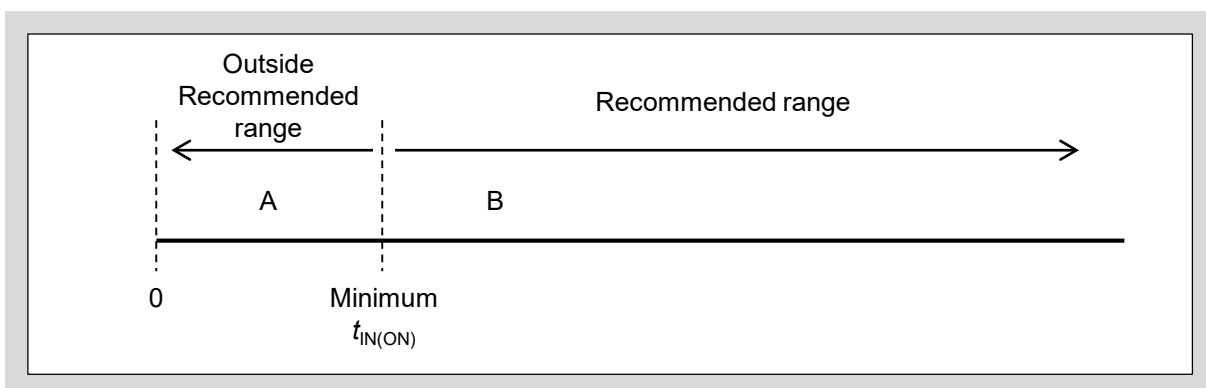 Outside
Recommended
range
Recommended range
A
B
0
Minimum
tIN(ON)